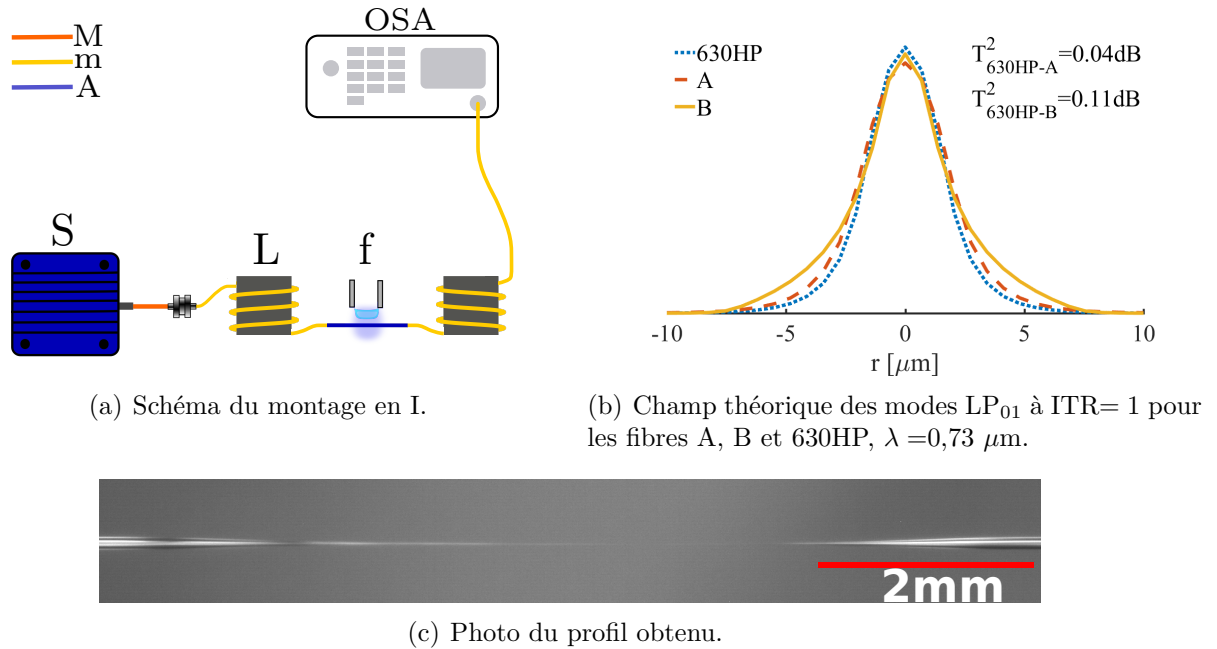 M
m
A
OSA
S
L
f
(a) Schéma du montage en I.
630HP
A
B
T²630HP-A=0.04dB
T²630HP-B=0.11dB
-10 -5 0 5 10
r [μm]
(b) Champ théorique des modes LP₀₁ à ITR= 1 pour
les fibres A, B et 630HP, λ =0,73 μm.
2mm
(c) Photo du profil obtenu.